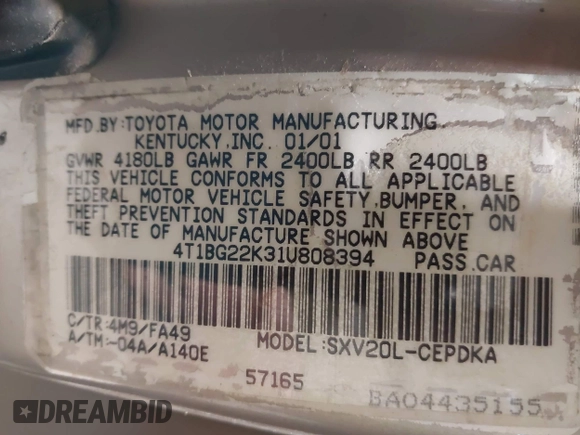 MFD.BY:TOYOTA MOTOR MANUFACTURING
KENTUCKY,INC. 01/01
GVWR 4180LB GAWR FR 2400LB RR 2400LB
THIS VEHICLE CONFORMS TO ALL APPLICABLE
FEDERAL MOTOR VEHICLE SAFETY,BUMPER, AND
THEFT PREVENTION STANDARDS IN EFFECT ON
THE DATE OF MANUFACTURE SHOWN ABOVE.
4T1BG22K31U808394 PASS.CAR
C/TR:4M9/FA49
A/TM:-04A/A140E
MODEL:SXV20L-CEPDKA
57165
BA04435155
DREAMBID